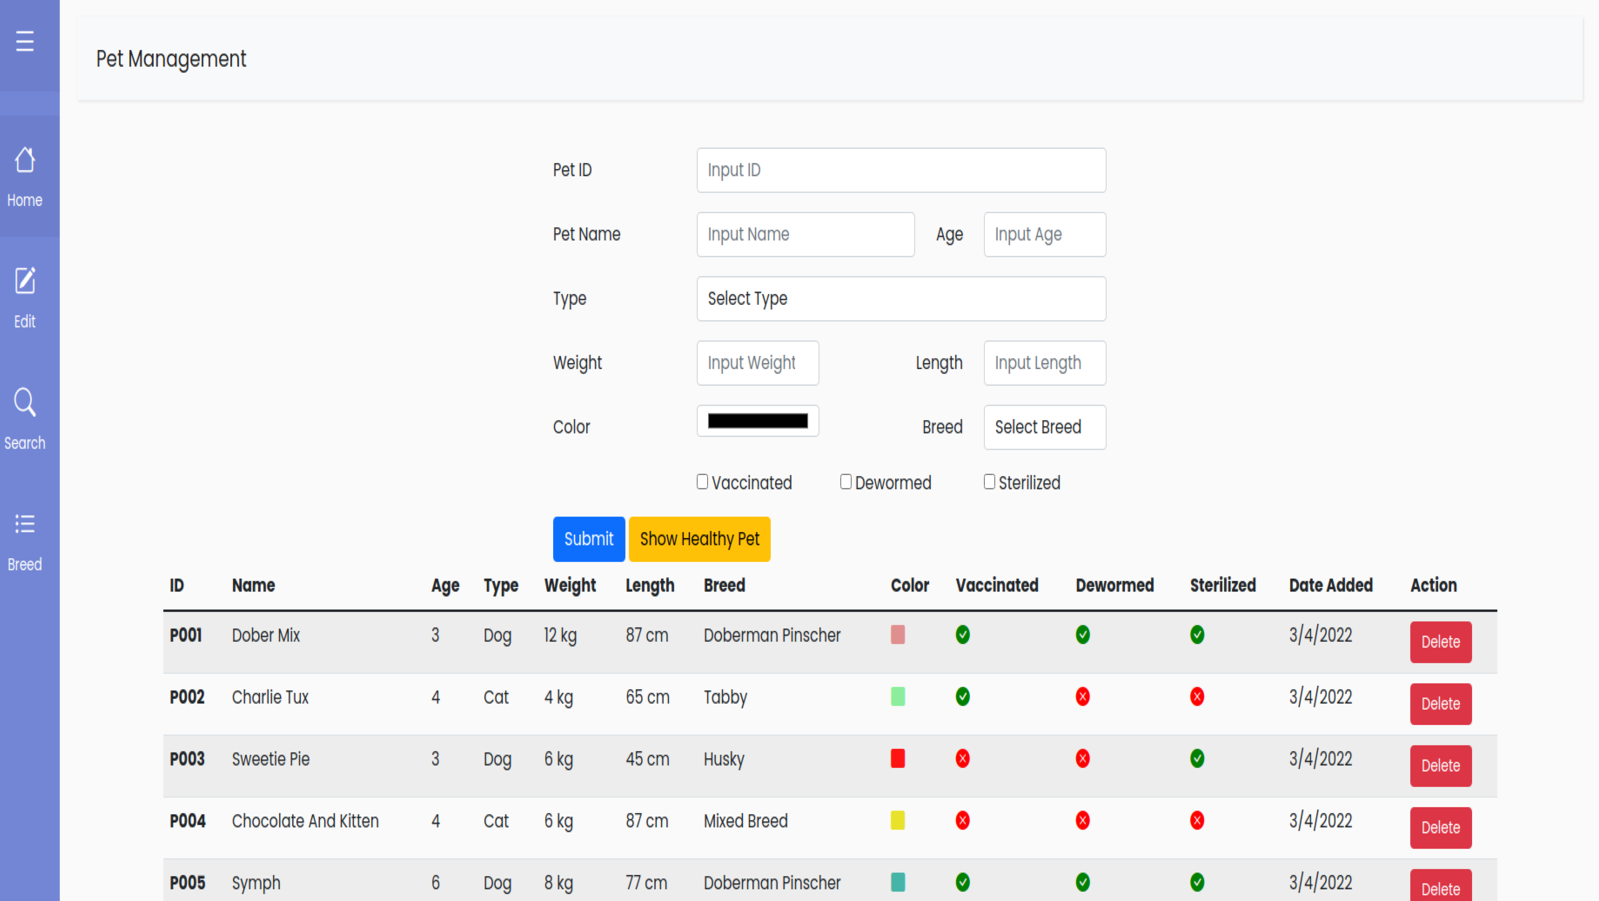 Pet Management
Home
Edit
Search
Breed
Pet ID Input ID
Pet Name Input Name Age Input Age
Type Select Type
Weight Input Weight Length Input Length
Color Breed Select Breed
Vaccinated Dewormed Sterilized
Submit Show Healthy Pet
ID Name Age Type Weight Length Breed Color Vaccinated Dewormed Sterilized Date Added Action
P001 Dober Mix 3 Dog 12 kg 87 cm Doberman Pinscher 3/4/2022 Delete
P002 Charlie Tux 4 Cat 4 kg 65 cm Tabby 3/4/2022 Delete
P003 Sweetie Pie 3 Dog 6 kg 45 cm Husky 3/4/2022 Delete
P004 Chocolate And Kitten 4 Cat 6 kg 87 cm Mixed Breed 3/4/2022 Delete
P005 Symph 6 Dog 8 kg 77 cm Doberman Pinscher 3/4/2022 Delete